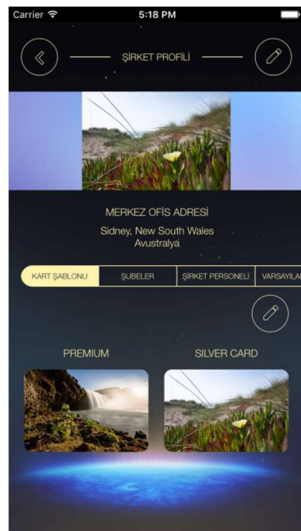 Carrier 5:18 PM
ŞİRKET PROFİLİ
MERKEZ OFİS ADRESİ
Sidney, New South Wales
Avustralya
KART ŞABLONU ŞUBELER ŞİRKET PERSONELİ VARSAYILA
PREMIUM SILVER CARD